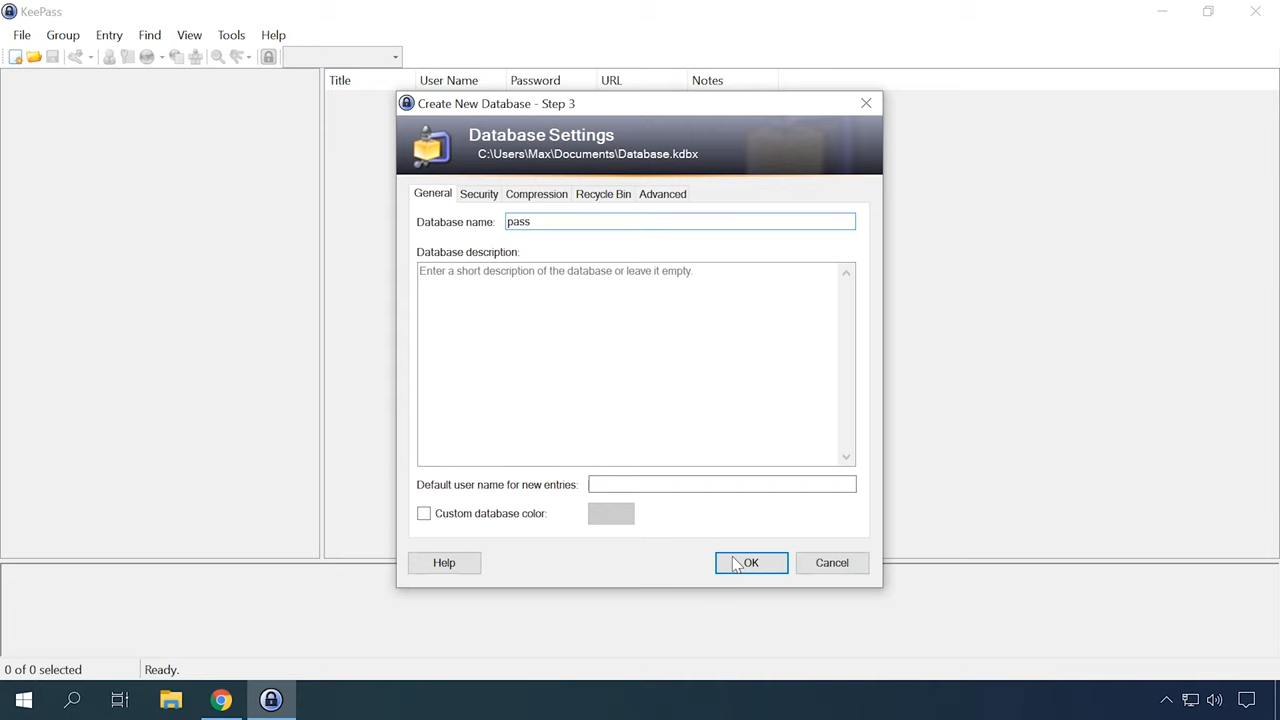 KeePass
File Group Entry Find View Tools Help
Title User Name Password URL Notes
Create New Database - Step 3
Database Settings
C:\Users\Max\Documents\Database.kdbx
General Security Compression Recycle Bin Advanced
Database name: pass
Database description:
Enter a short description of the database or leave it empty.
Default user name for new entries:
Custom database color:
Help OK Cancel
0 of 0 selected Ready.